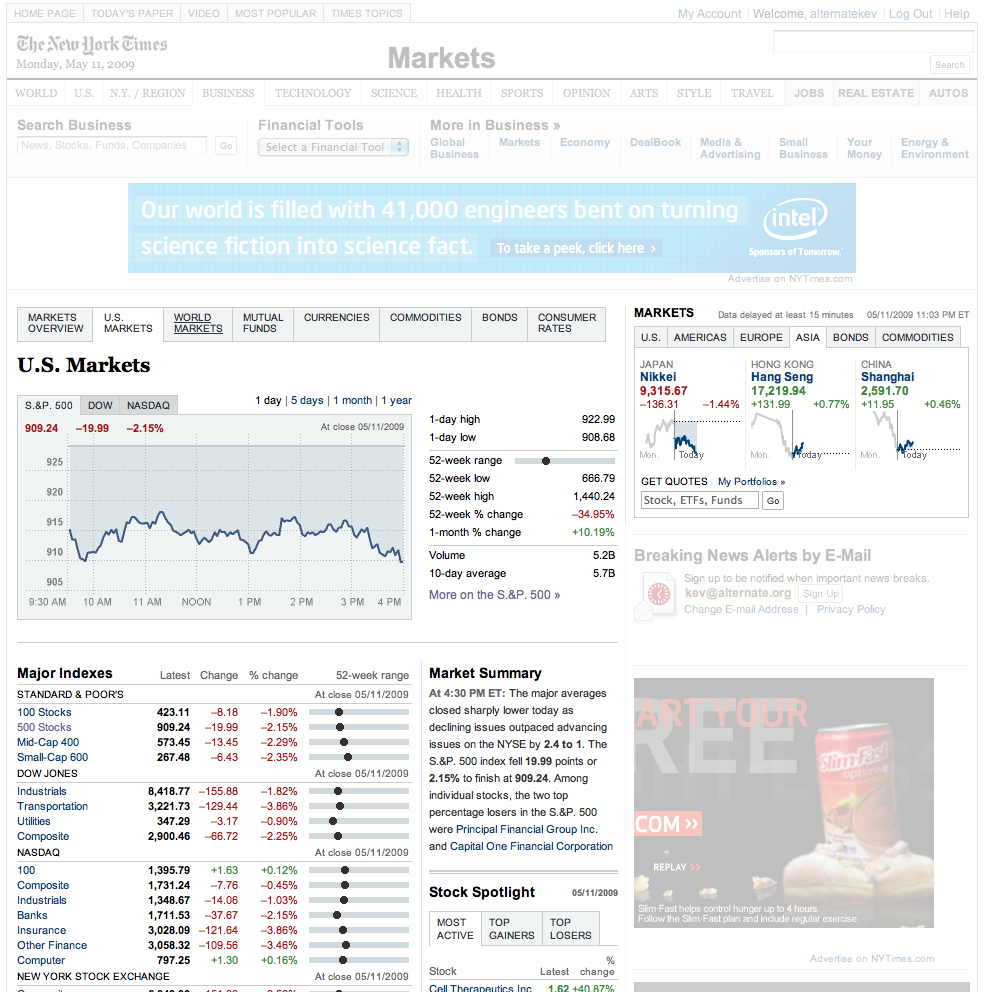 HOME PAGE TODAY'S PAPER VIDEO MOST POPULAR TIMES TOPICS
My Account Welcome, alternatekev Log Out Help
The New York Times
Monday, May 11, 2009
Markets
Search
WORLD U.S. N.Y. / REGION BUSINESS TECHNOLOGY SCIENCE HEALTH SPORTS OPINION ARTS STYLE TRAVEL JOBS REAL ESTATE AUTOS
Search Business
News, Stocks, Funds, Companies Go
Financial Tools
Select a Financial Tool
More in Business »
Global Business
Markets
Economy
DealBook
Media & Advertising
Small Business
Your Money
Energy & Environment
Our world is filled with 41,000 engineers bent on turning
science fiction into science fact. To take a peek, click here ›
intel
Sponsors of Tomorrow.™
Advertise on NYTimes.com
MARKETS OVERVIEW
U.S. MARKETS
WORLD MARKETS
MUTUAL FUNDS
CURRENCIES
COMMODITIES
BONDS
CONSUMER RATES
U.S. Markets
S.&P. 500 DOW NASDAQ
1 day | 5 days | 1 month | 1 year
909.24 –19.99 –2.15% At close 05/11/2009
925
920
915
910
905
9:30 AM 10 AM 11 AM NOON 1 PM 2 PM 3 PM 4 PM
1-day high 922.99
1-day low 908.68
52-week range
52-week low 666.79
52-week high 1,440.24
52-week % change –34.95%
1-month % change +10.19%
Volume 5.2B
10-day average 5.7B
More on the S.&P. 500 »
MARKETS Data delayed at least 15 minutes 05/11/2009 11:03 PM ET
U.S. AMERICAS EUROPE ASIA BONDS COMMODITIES
JAPAN
Nikkei
9,315.67
–136.31 –1.44%
Mon. Today
HONG KONG
Hang Seng
17,219.94
+131.99 +0.77%
Mon. Today
CHINA
Shanghai
2,591.70
+11.95 +0.46%
Mon. Today
GET QUOTES My Portfolios »
Stock, ETFs, Funds Go
Breaking News Alerts by E-Mail
Sign up to be notified when important news breaks.
kev@alternate.org Sign Up
Change E-mail Address | Privacy Policy
Major Indexes Latest Change % change 52-week range
STANDARD & POOR'S At close 05/11/2009
100 Stocks 423.11 –8.18 –1.90%
500 Stocks 909.24 –19.99 –2.15%
Mid-Cap 400 573.45 –13.45 –2.29%
Small-Cap 600 267.48 –6.43 –2.35%
DOW JONES At close 05/11/2009
Industrials 8,418.77 –155.88 –1.82%
Transportation 3,221.73 –129.44 –3.86%
Utilities 347.29 –3.17 –0.90%
Composite 2,900.46 –66.72 –2.25%
NASDAQ At close 05/11/2009
100 1,395.79 +1.63 +0.12%
Composite 1,731.24 –7.76 –0.45%
Industrials 1,348.67 –14.06 –1.03%
Banks 1,711.53 –37.67 –2.15%
Insurance 3,028.09 –121.64 –3.86%
Other Finance 3,058.32 –109.56 –3.46%
Computer 797.25 +1.30 +0.16%
NEW YORK STOCK EXCHANGE At close 05/11/2009
Market Summary
At 4:30 PM ET: The major averages
closed sharply lower today as
declining issues outpaced advancing
issues on the NYSE by 2.4 to 1. The
S.&P. 500 index fell 19.99 points or
2.15% to finish at 909.24. Among
individual stocks, the two top
percentage losers in the S.&P. 500
were Principal Financial Group Inc.
and Capital One Financial Corporation
Stock Spotlight 05/11/2009
MOST ACTIVE
TOP GAINERS
TOP LOSERS
Stock Latest % change
Cell Therapeutics Inc 1.62 +40.87%
ART YOUR
REE
.COM »
Slim·Fast
optima
REPLAY »
Slim-Fast helps control hunger up to 4 hours.
Follow the Slim-Fast plan and include regular exercise.
Advertise on NYTimes.com